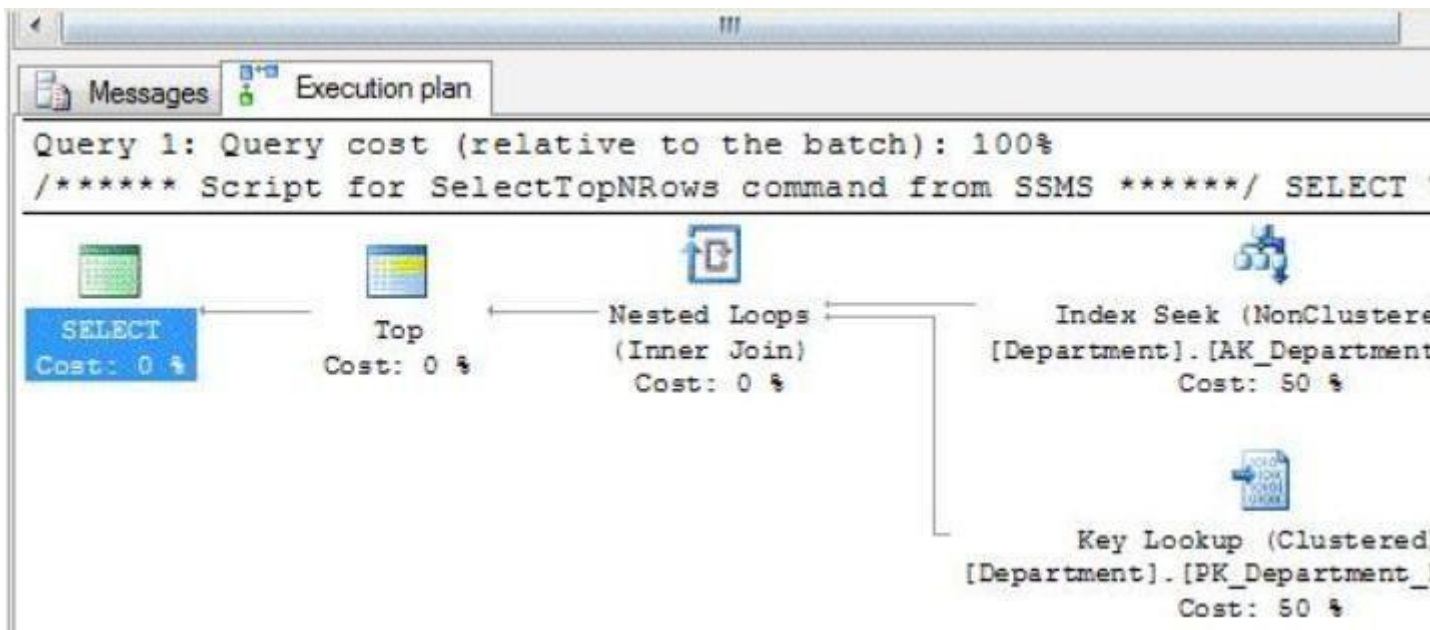 Messages
Execution plan
Query 1: Query cost (relative to the batch): 100%
/****** Script for SelectTopNRows command from SSMS ******/ SELECT
SELECT
Cost: 0 %
Top
Cost: 0 %
Nested Loops
(Inner Join)
Cost: 0 %
Index Seek (NonClustere
[Department].[AK_Department
Cost: 50 %
Key Lookup (Clustered
[Department].[PK_Department_
Cost: 50 %